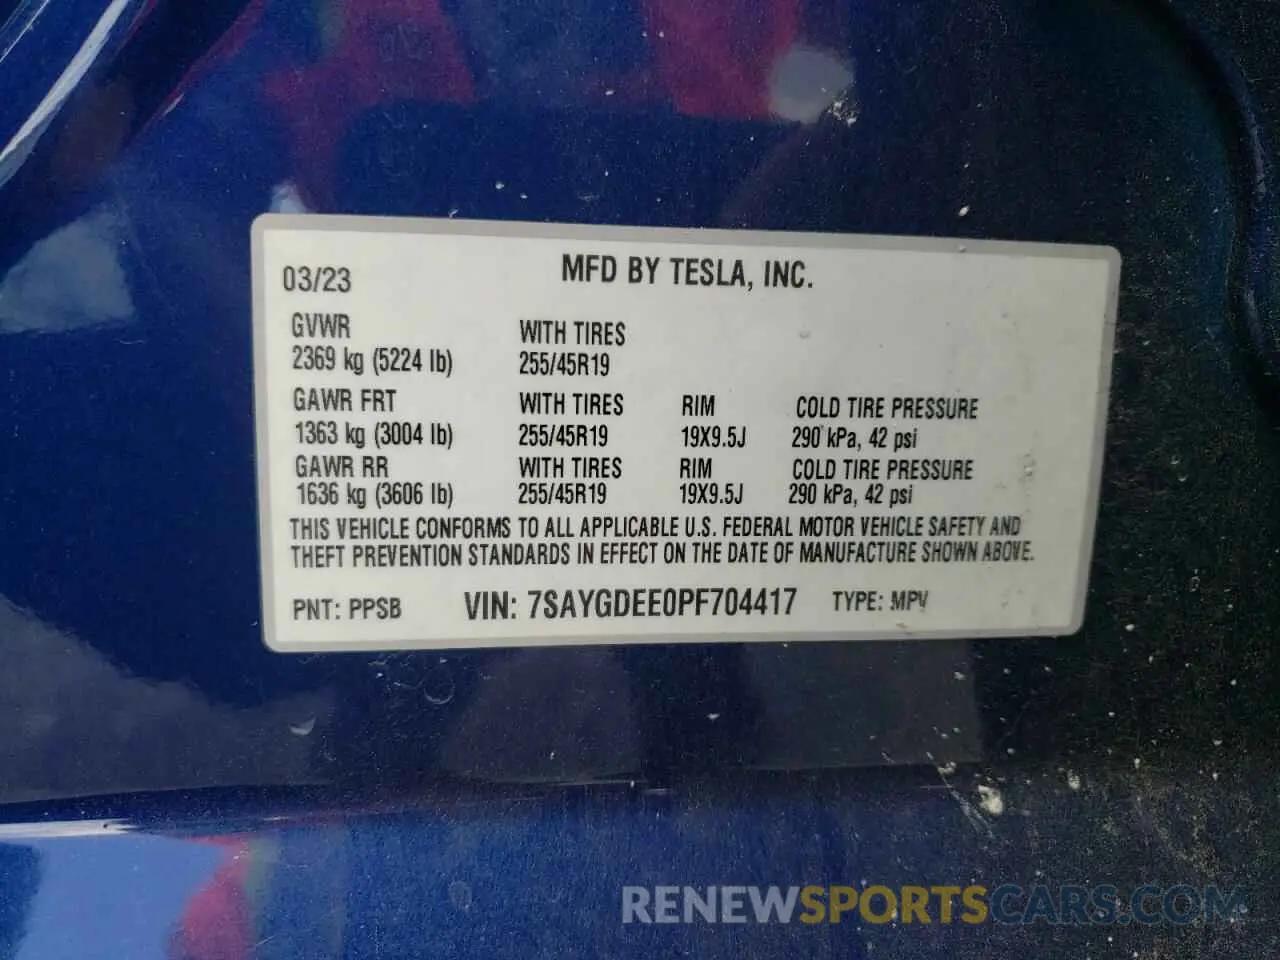 03/23 MFD BY TESLA, INC.
GVWR WITH TIRES
2369 kg (5224 lb) 255/45R19
GAWR FRT WITH TIRES RIM COLD TIRE PRESSURE
1363 kg (3004 lb) 255/45R19 19X9.5J 290 kPa, 42 psi
GAWR RR WITH TIRES RIM COLD TIRE PRESSURE
1636 kg (3606 lb) 255/45R19 19X9.5J 290 kPa, 42 psi
THIS VEHICLE CONFORMS TO ALL APPLICABLE U.S. FEDERAL MOTOR VEHICLE SAFETY AND
THEFT PREVENTION STANDARDS IN EFFECT ON THE DATE OF MANUFACTURE SHOWN ABOVE.
PNT: PPSB VIN: 7SAYGDEE0PF704417 TYPE: MPV
RENEWSPORTSCARS.COM